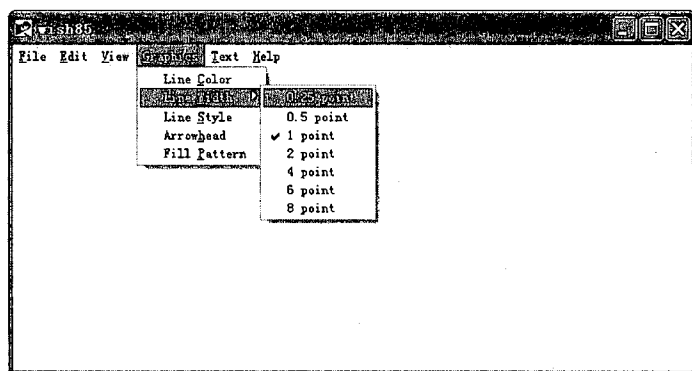 wish85
File Edit View Graphics Text Help
Line Color
Line Width
0.25 point
Line Style
0.5 point
Arrowhead
✓ 1 point
Fill Pattern
2 point
4 point
6 point
8 point